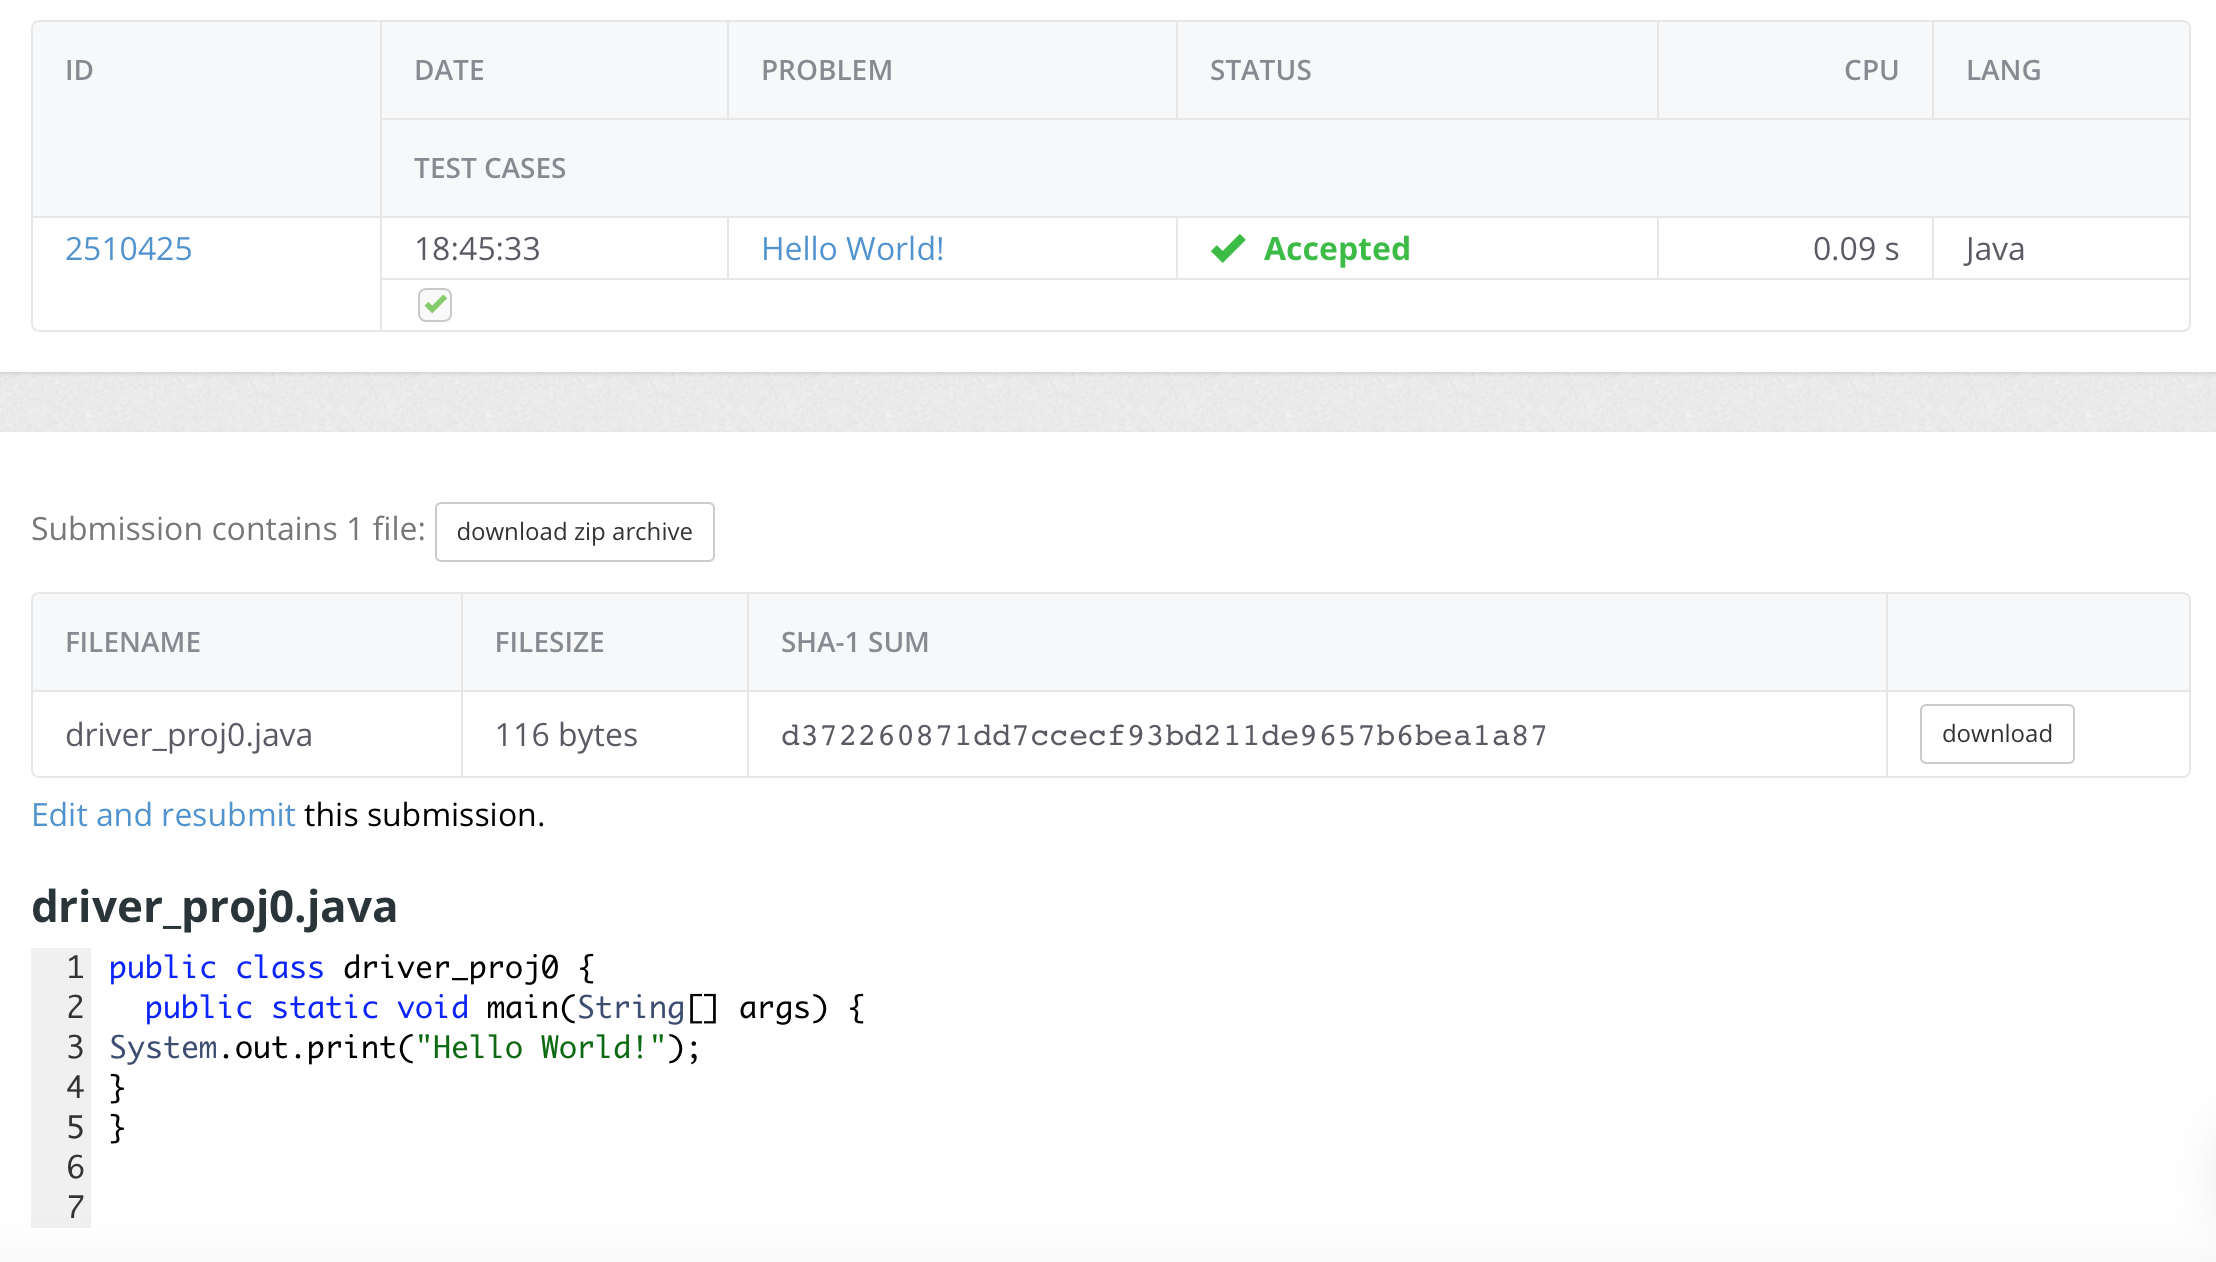 ID DATE PROBLEM STATUS CPU LANG
TEST CASES
2510425 18:45:33 Hello World! Accepted 0.09 s Java
Submission contains 1 file: download zip archive
FILENAME FILESIZE SHA-1 SUM
driver_proj0.java 116 bytes d372260871dd7ccecf93bd211de9657b6bea1a87 download
Edit and resubmit this submission.
driver_proj0.java
1 public class driver_proj0 {
2   public static void main(String[] args) {
3 System.out.print("Hello World!");
4 }
5 }
6
7